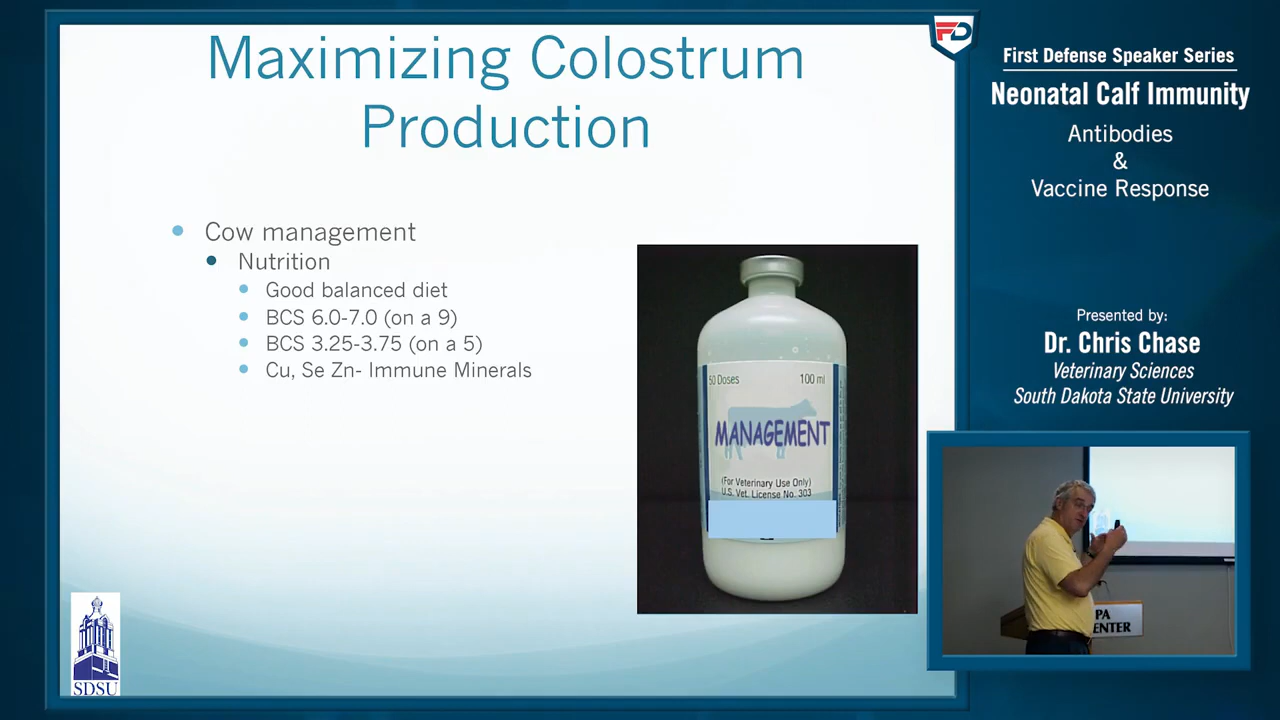 Maximizing Colostrum
Production
Cow management
Nutrition
Good balanced diet
BCS 6.0-7.0 (on a 9)
BCS 3.25-3.75 (on a 5)
Cu, Se Zn- Immune Minerals
50 Doses
100 ml
MANAGEMENT
(For Veterinary Use Only)
U.S. Vet. License No. 303
SDSU
FD
First Defense Speaker Series
Neonatal Calf Immunity
Antibodies
&
Vaccine Response
Presented by:
Dr. Chris Chase
Veterinary Sciences
South Dakota State University
PA
ENTER